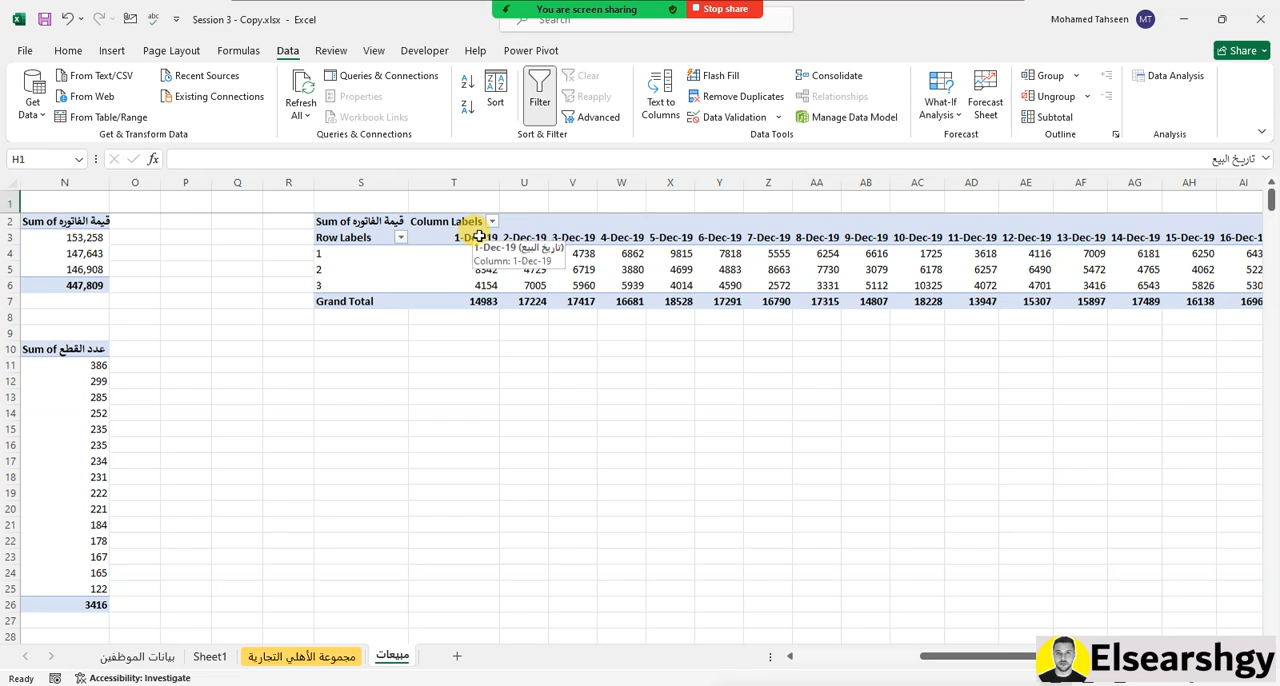 Session 3 - Copy.xlsx - Excel
You are screen sharing
Stop share
Search
Mohamed Tahseen
MT
File Home Insert Page Layout Formulas Data Review View Developer Help Power Pivot
Share
Get Data
From Text/CSV
From Web
From Table/Range
Recent Sources
Existing Connections
Get & Transform Data
Refresh All
Queries & Connections
Properties
Workbook Links
Queries & Connections
Sort
Filter
Clear
Reapply
Advanced
Sort & Filter
Text to Columns
Flash Fill
Remove Duplicates
Data Validation
Consolidate
Relationships
Manage Data Model
Data Tools
What-If Analysis
Forecast Sheet
Forecast
Group
Ungroup
Subtotal
Outline
Data Analysis
Analysis
H1
fx
تاريخ البيع
N O P Q R S T U V W X Y Z AA AB AC AD AE AF AG AH AI
1
2 Sum of قيمة الفاتوره Sum of قيمة الفاتوره Column Labels
3 153,258 Row Labels 2-Dec-19 3-Dec-19 4-Dec-19 5-Dec-19 6-Dec-19 7-Dec-19 8-Dec-19 9-Dec-19 10-Dec-19 11-Dec-19 12-Dec-19 13-Dec-19 14-Dec-19 15-Dec-19
1-Dec-19 (تاريخ البيع)
Column: 1-Dec-19
4 147,643 1 4738 6862 9815 7818 5555 6254 6616 1725 3618 4116 7009 6181 6250
5 146,908 2 6719 3880 4699 4883 8663 7730 3079 6178 6257 6490 5472 4765 4062
6 447,809 3 4154 7005 5960 5939 4014 4590 2572 3331 5112 10325 4072 4701 3416 6543 5826
7 Grand Total 14983 17224 17417 16681 18528 17291 16790 17315 14807 18228 13947 15307 15897 17489 16138
8
9
10 Sum of عدد القطع
11 386
12 299
13 285
14 252
15 235
16 235
17 234
18 231
19 222
20 221
21 184
22 178
23 167
24 165
25 122
26 3416
27
28
بيانات الموظفين Sheet1 مجموعة الأهلي التجارية مبيعات
Ready
Accessibility: Investigate
Elsearshgy